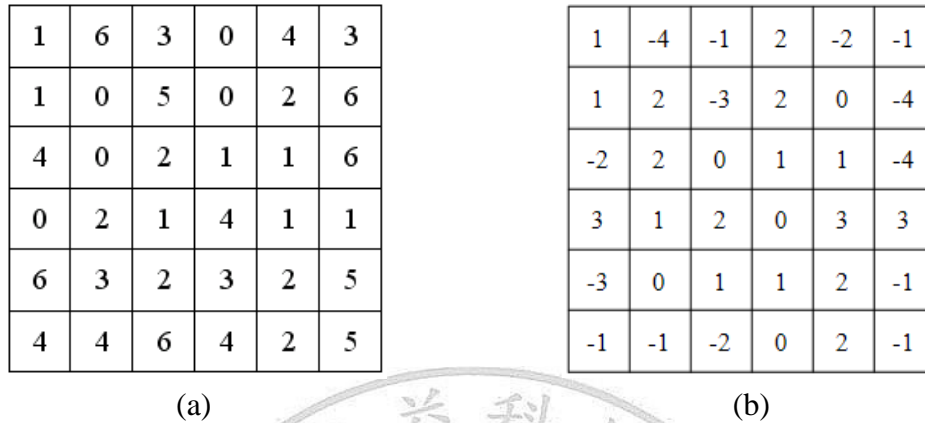 1 6 3 0 4 3
1 0 5 0 2 6
4 0 2 1 1 6
0 2 1 4 1 1
6 3 2 3 2 5
4 4 6 4 2 5
(a)
1 -4 -1 2 -2 -1
1 2 -3 2 0 -4
-2 2 0 1 1 -4
3 1 2 0 3 3
-3 0 1 1 2 -1
-1 -1 -2 0 2 -1
(b)